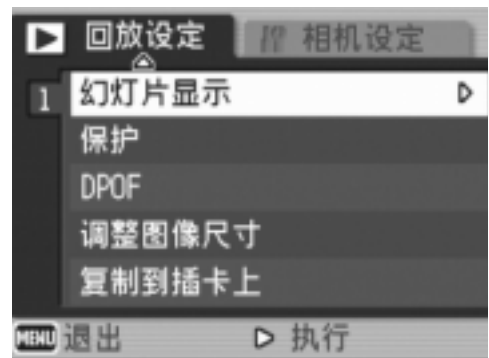 回放设定 相机设定
1 幻灯片显示
保护
DPOF
调整图像尺寸
复制到插卡上
MENU 退出 执行